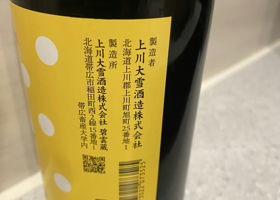 製造者
上川大雪酒造株式会社
北海道上川郡上川町旭町25番地1
製造所
上川大雪酒造株式会社 碧雲蔵
北海道帯広市稲田町西2線15番地1
帯広畜産大学内